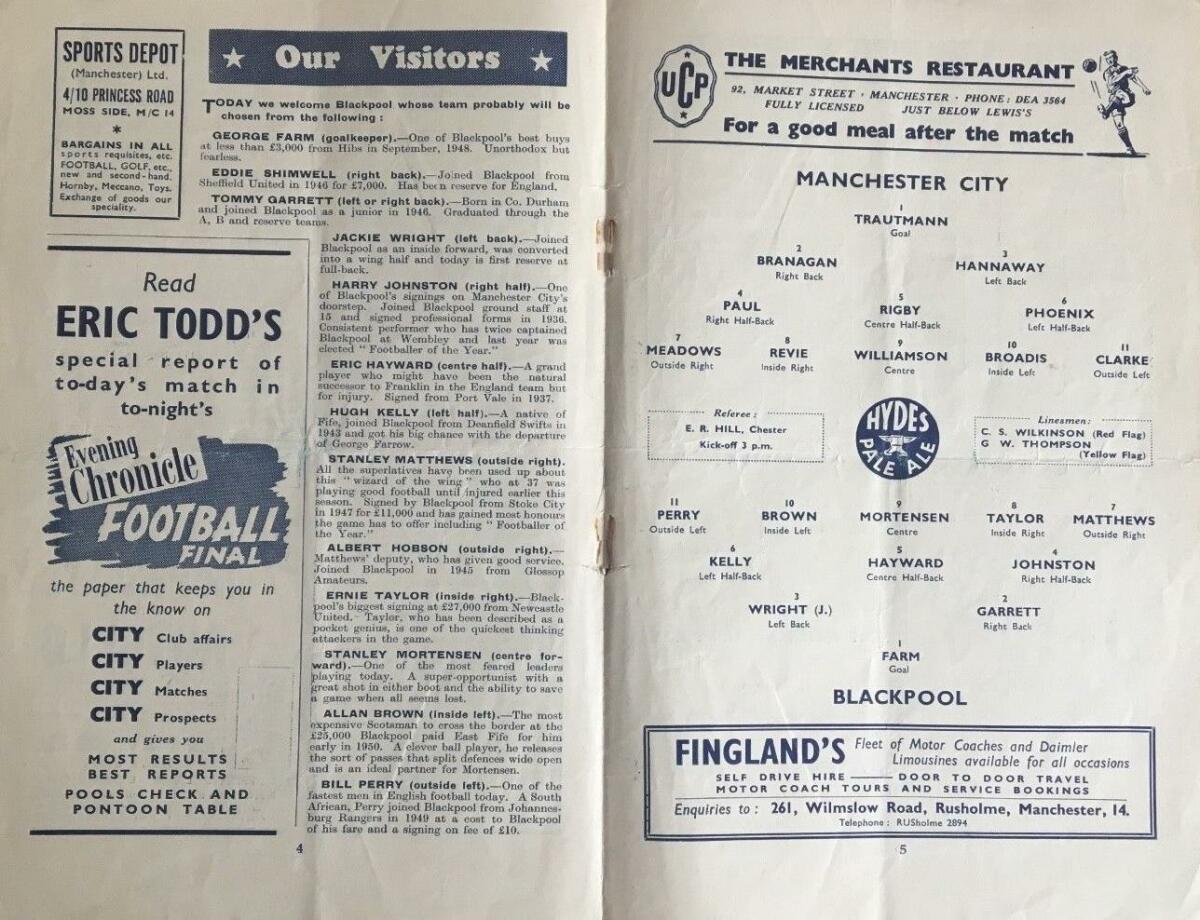 SPORTS DEPOT
(Manchester) Ltd.
4/10 PRINCESS ROAD
MOSS SIDE, M/C 14
*
BARGAINS IN ALL
sports requisites, etc.
FOOTBALL, GOLF, etc.,
new and second-hand.
Hornby, Meccano, Toys.
Exchange of goods our
speciality.
★ Our Visitors ★
TODAY we welcome Blackpool whose team probably will be
chosen from the following :
GEORGE FARM (goalkeeper).—One of Blackpool's best buys
at less than £3,000 from Hibs in September, 1948. Unorthodox but
fearless.
EDDIE SHIMWELL (right back).—Joined Blackpool from
Sheffield United in 1946 for £7,000. Has been reserve for England.
TOMMY GARRETT (left or right back).—Born in Co. Durham
and joined Blackpool as a junior in 1946. Graduated through the
A, B and reserve teams.
JACKIE WRIGHT (left back).—Joined
Blackpool as an inside forward, was converted
into a wing half and today is first reserve at
full-back.
HARRY JOHNSTON (right half).—One
of Blackpool's signings on Manchester City's
doorstep. Joined Blackpool ground staff at
15 and signed professional forms in 1936.
Consistent performer who has twice captained
Blackpool at Wembley and last year was
elected " Footballer of the Year."
ERIC HAYWARD (centre half).—A grand
player who might have been the natural
successor to Franklin in the England team but
for injury. Signed from Port Vale in 1937.
HUGH KELLY (left half).—A native of
Fife, joined Blackpool from Deanfield Swifts in
1943 and got his big chance with the departure
of George Farrow.
STANLEY MATTHEWS (outside right).
All the superlatives have been used up about
this " wizard of the wing " who at 37 was
playing good football until injured earlier this
season. Signed by Blackpool from Stoke City
in 1947 for £11,000 and has gained most honours
the game has to offer including " Footballer of
the Year."
ALBERT HOBSON (outside right).—
Matthews' deputy, who has given good service.
Joined Blackpool in 1945 from Glossop
Amateurs.
ERNIE TAYLOR (inside right).—Black-
pool's biggest signing at £27,000 from Newcastle
United. Taylor, who has been described as a
pocket genius, is one of the quickest thinking
attackers in the game.
STANLEY MORTENSEN (centre for-
ward).—One of the most feared leaders
playing today. A super-opportunist with a
great shot in either boot and the ability to save
a game when all seems lost.
ALLAN BROWN (inside left).—The most
expensive Scotsman to cross the border at the
£25,000 Blackpool paid East Fife for him
early in 1950. A clever ball player, he releases
the sort of passes that split defences wide open
and is an ideal partner for Mortensen.
BILL PERRY (outside left).—One of the
fastest men in English football today. A South
African, Perry joined Blackpool from Johannes-
burg Rangers in 1949 at a cost to Blackpool
of his fare and a signing on fee of £10.
Read
ERIC TODD'S
special report of
to-day's match in
to-night's
Evening
Chronicle
FOOTBALL
FINAL
the paper that keeps you in
the know on
CITY Club affairs
CITY Players
CITY Matches
CITY Prospects
and gives you
MOST RESULTS
BEST REPORTS
POOLS CHECK AND
PONTOON TABLE
4
UCP
THE MERCHANTS RESTAURANT
92, MARKET STREET · MANCHESTER · PHONE: DEA 3564
FULLY LICENSED JUST BELOW LEWIS'S
For a good meal after the match
MANCHESTER CITY
1
TRAUTMANN
Goal
2 3
BRANAGAN HANNAWAY
Right Back Left Back
4 5 6
PAUL RIGBY PHOENIX
Right Half-Back Centre Half-Back Left Half-Back
7 8 9 10 11
MEADOWS REVIE WILLIAMSON BROADIS CLARKE
Outside Right Inside Right Centre Inside Left Outside Left
Referee :
E. R. HILL, Chester
Kick-off 3 p.m.
HYDES
PALE ALE
Linesmen:
C. S. WILKINSON (Red Flag)
G W. THOMPSON
(Yellow Flag)
11 10 9 8 7
PERRY BROWN MORTENSEN TAYLOR MATTHEWS
Outside Left Inside Left Centre Inside Right Outside Right
6 5 4
KELLY HAYWARD JOHNSTON
Left Half-Back Centre Half-Back Right Half-Back
3 2
WRIGHT (J.) GARRETT
Left Back Right Back
1
FARM
Goal
BLACKPOOL
FINGLAND'S Fleet of Motor Coaches and Daimler
Limousines available for all occasions
SELF DRIVE HIRE —— DOOR TO DOOR TRAVEL
MOTOR COACH TOURS AND SERVICE BOOKINGS
Enquiries to : 261, Wilmslow Road, Rusholme, Manchester, 14.
Telephone : RUSholme 2894
5